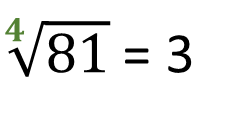 ⁴√81 = 3